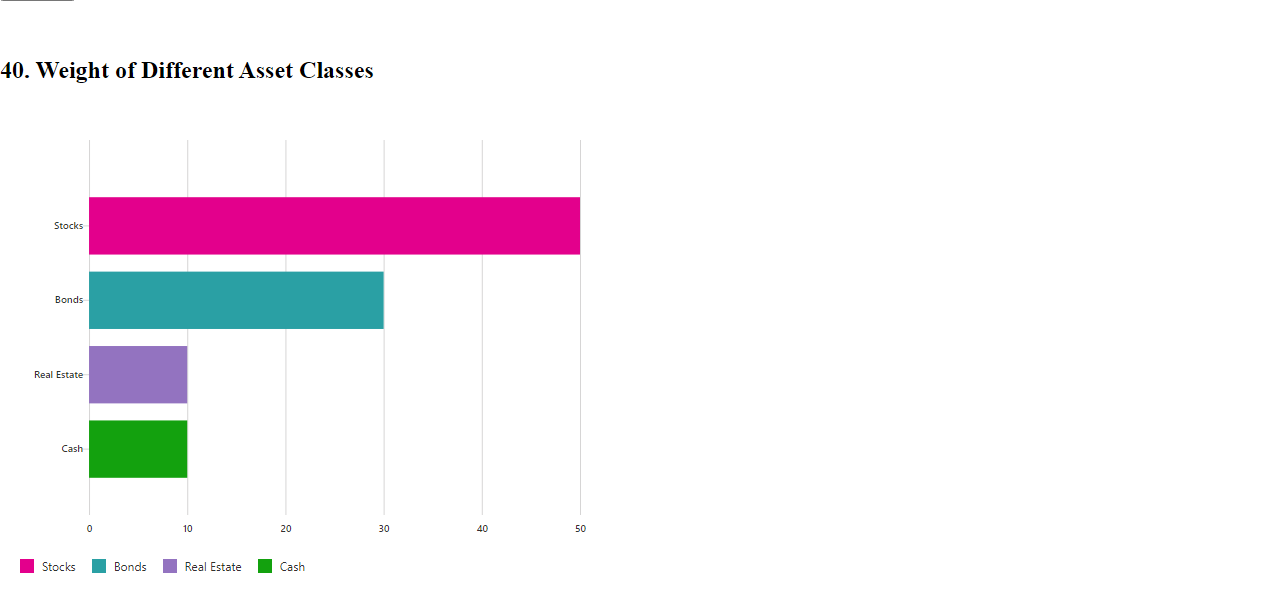 40. Weight of Different Asset Classes
Stocks
Bonds
Real Estate
Cash
0 10 20 30 40 50
Stocks Bonds Real Estate Cash